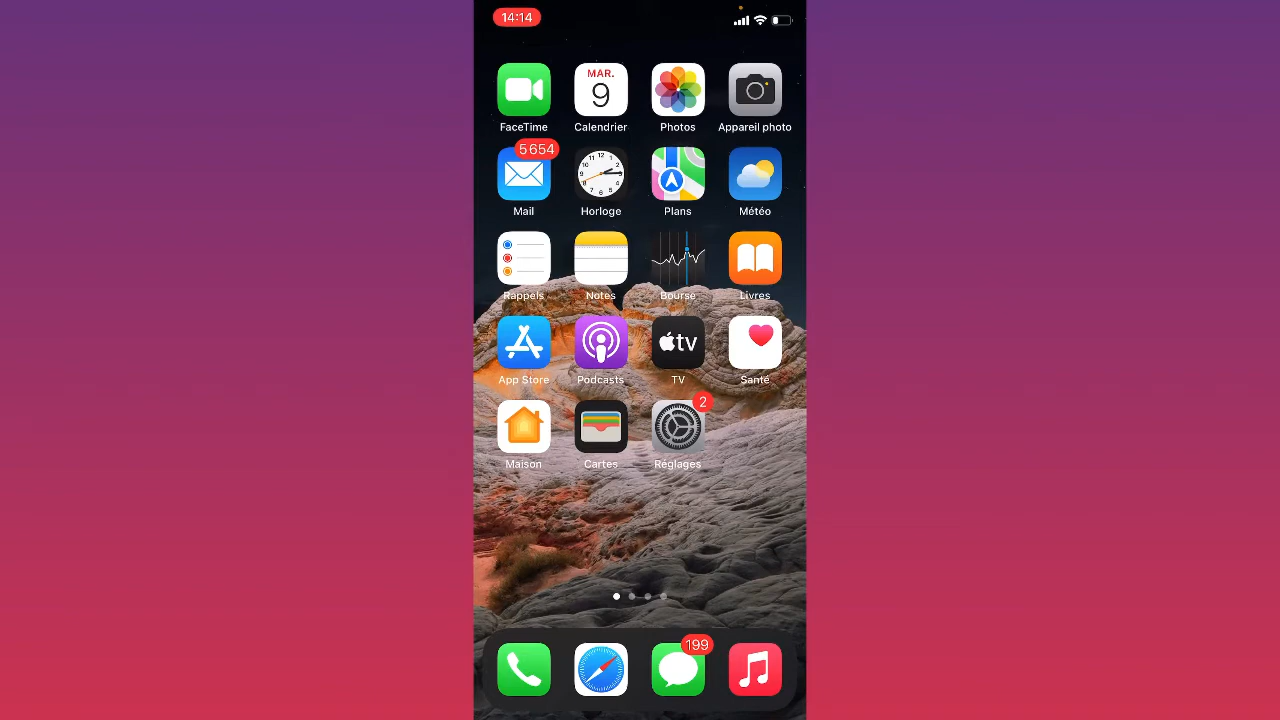 14:14
MAR.
9
FaceTime
Calendrier
Photos
Appareil photo
5 654
Mail
Horloge
Plans
Météo
Rappels
Notes
Bourse
Livres
tv
App Store
Podcasts
TV
Santé
2
Maison
Cartes
Réglages
199